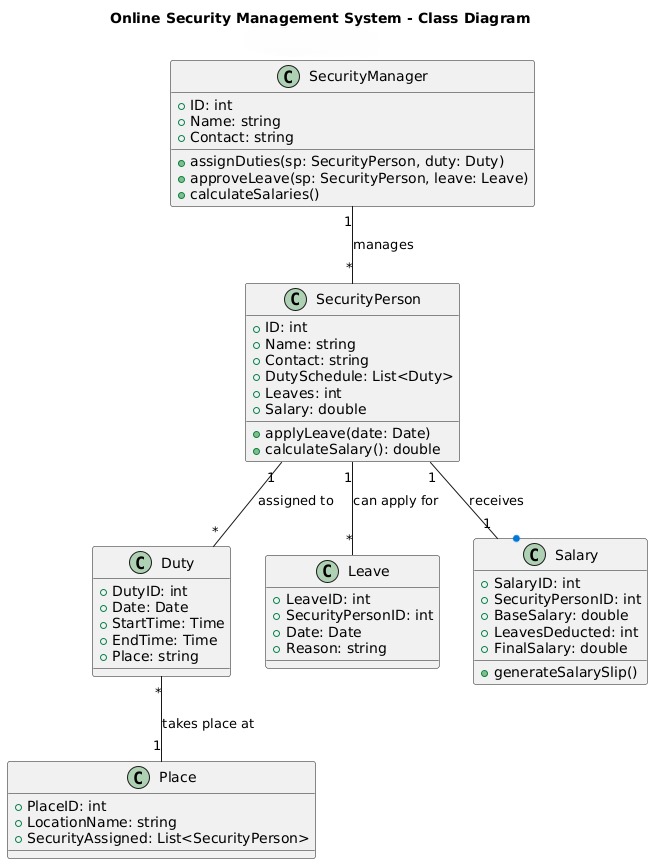 Online Security Management System - Class Diagram
C SecurityManager
ID: int
Name: string
Contact: string
assignDuties(sp: SecurityPerson, duty: Duty)
approveLeave(sp: SecurityPerson, leave: Leave)
calculateSalaries()
1
manages
*
C SecurityPerson
ID: int
Name: string
Contact: string
DutySchedule: List<Duty>
Leaves: int
Salary: double
applyLeave(date: Date)
calculateSalary(): double
1 1 1
assigned to can apply for receives
* * 1
C Duty
DutyID: int
Date: Date
StartTime: Time
EndTime: Time
Place: string
C Leave
LeaveID: int
SecurityPersonID: int
Date: Date
Reason: string
C Salary
SalaryID: int
SecurityPersonID: int
BaseSalary: double
LeavesDeducted: int
FinalSalary: double
generateSalarySlip()
*
takes place at
1
C Place
PlaceID: int
LocationName: string
SecurityAssigned: List<SecurityPerson>